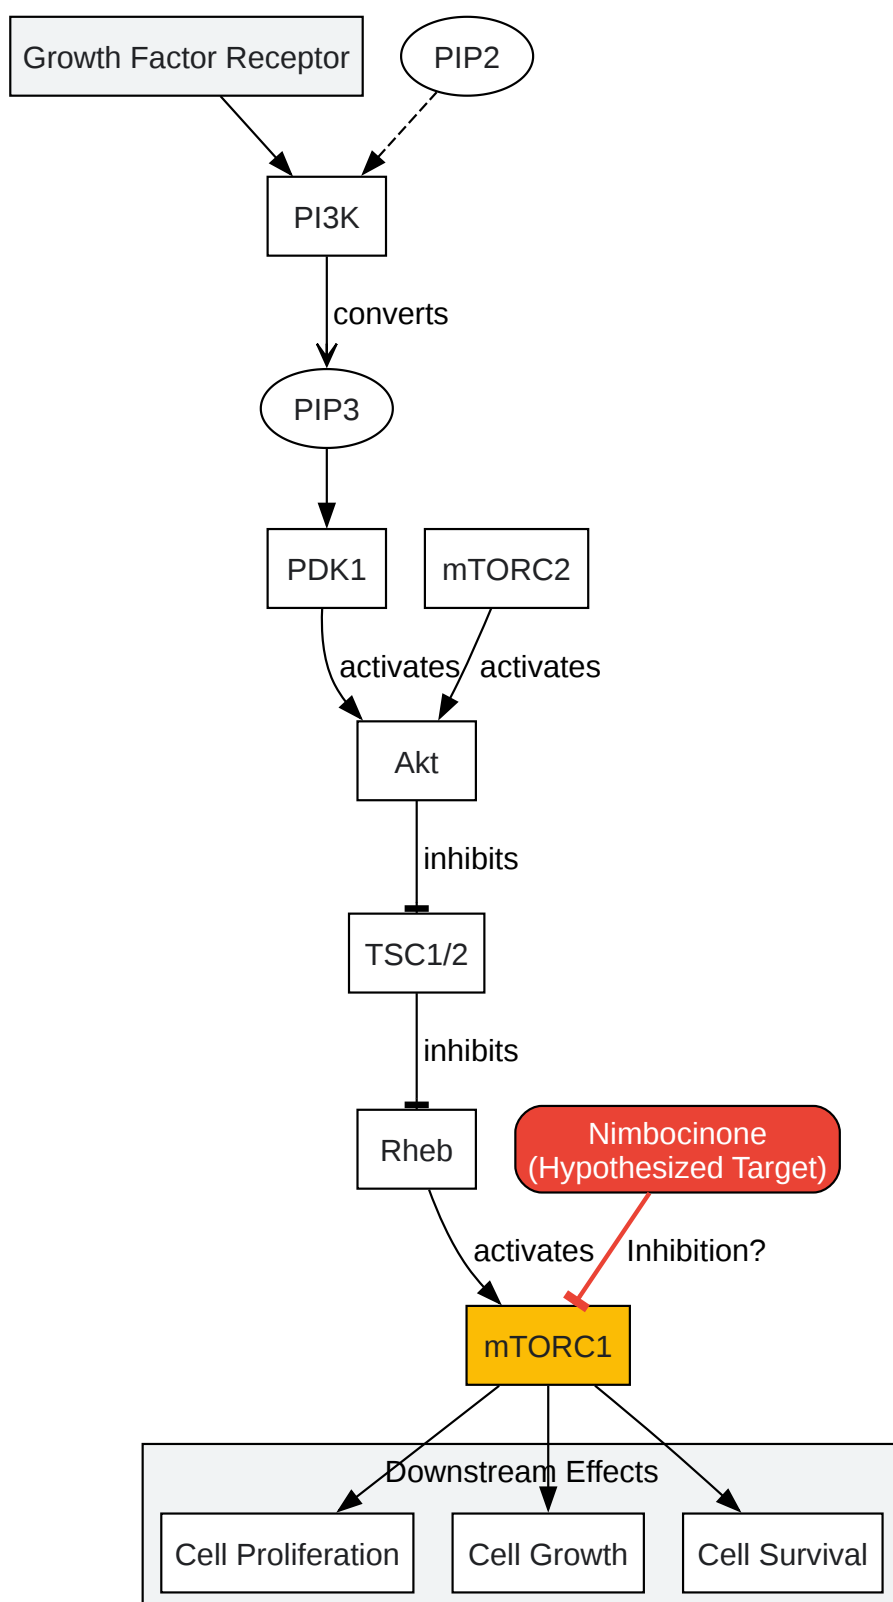 Growth Factor Receptor
PIP2
PI3K
converts
PIP3
PDK1
mTORC2
activates
activates
Akt
inhibits
TSC1/2
inhibits
Rheb
Nimbocinone
(Hypothesized Target)
activates
Inhibition?
mTORC1
Downstream Effects
Cell Proliferation
Cell Growth
Cell Survival